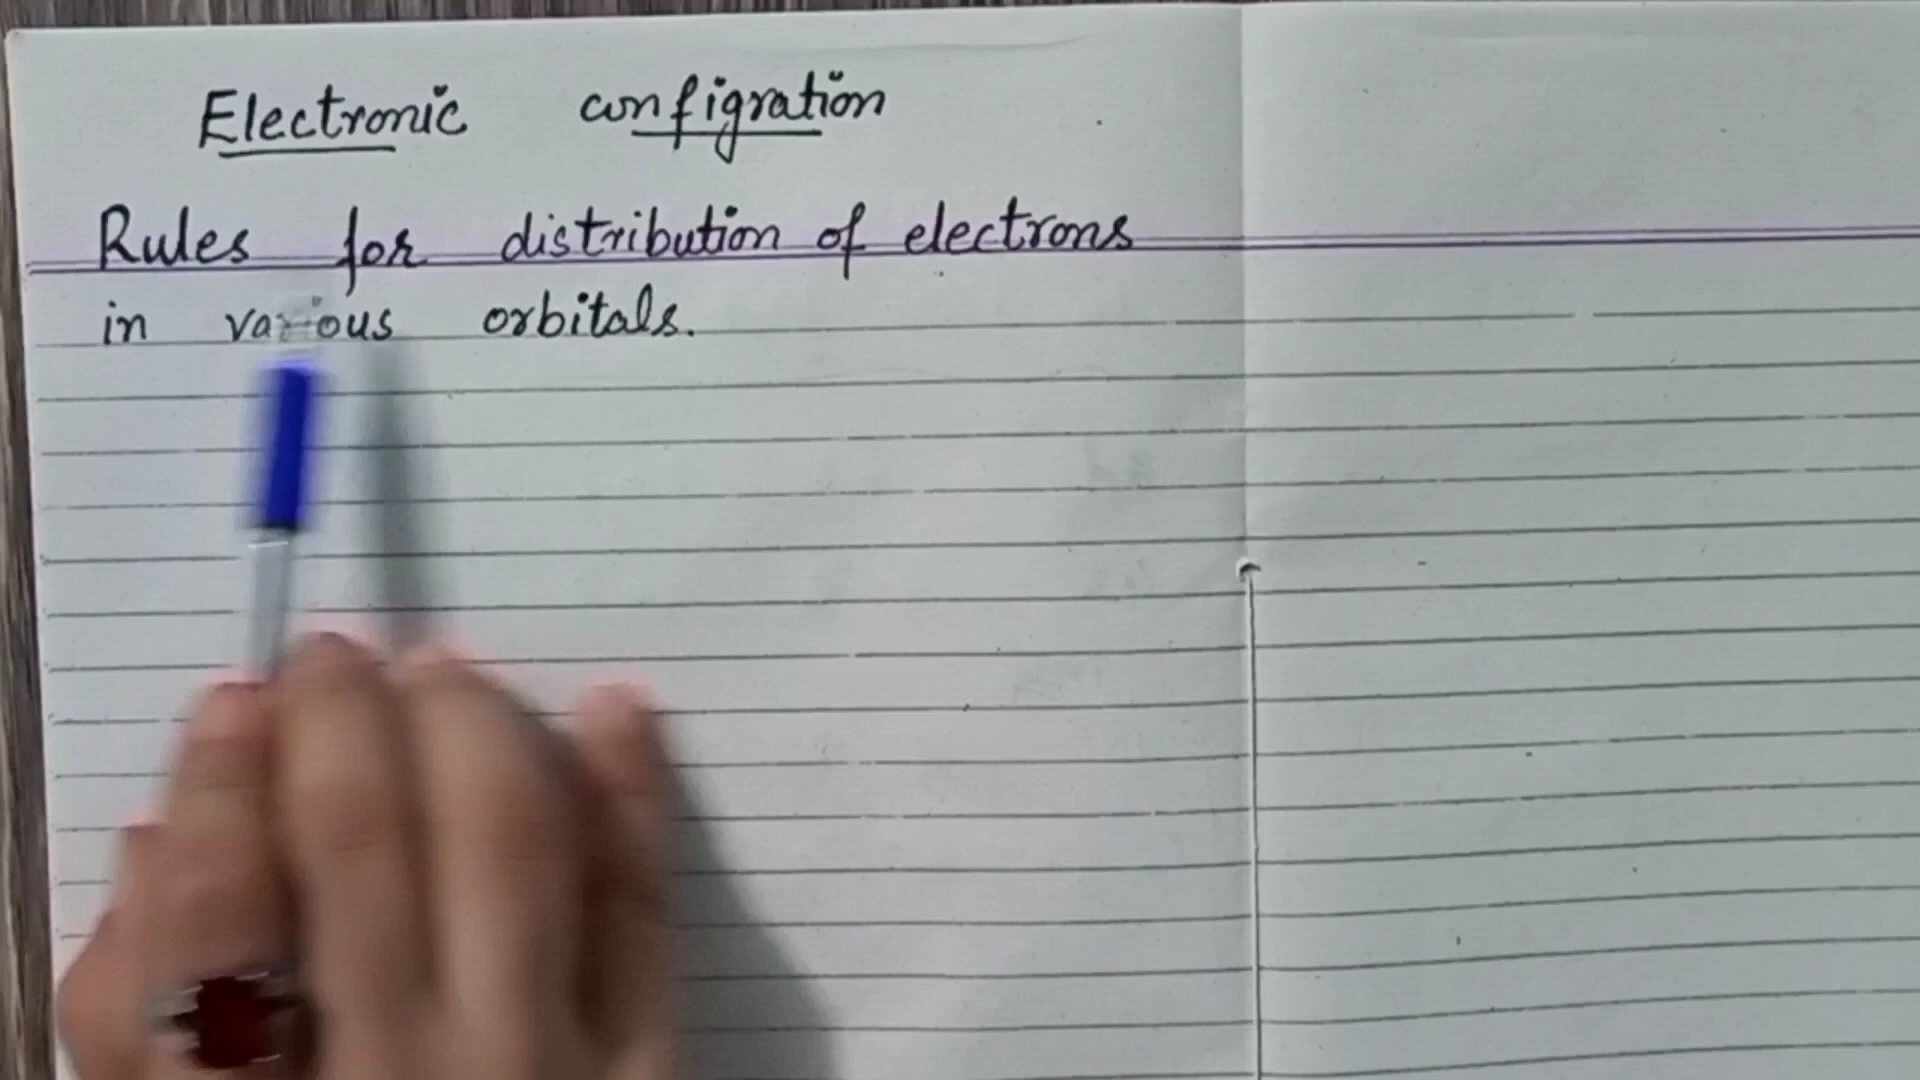 Electronic configration
Rules for distribution of electrons
in various orbitals.